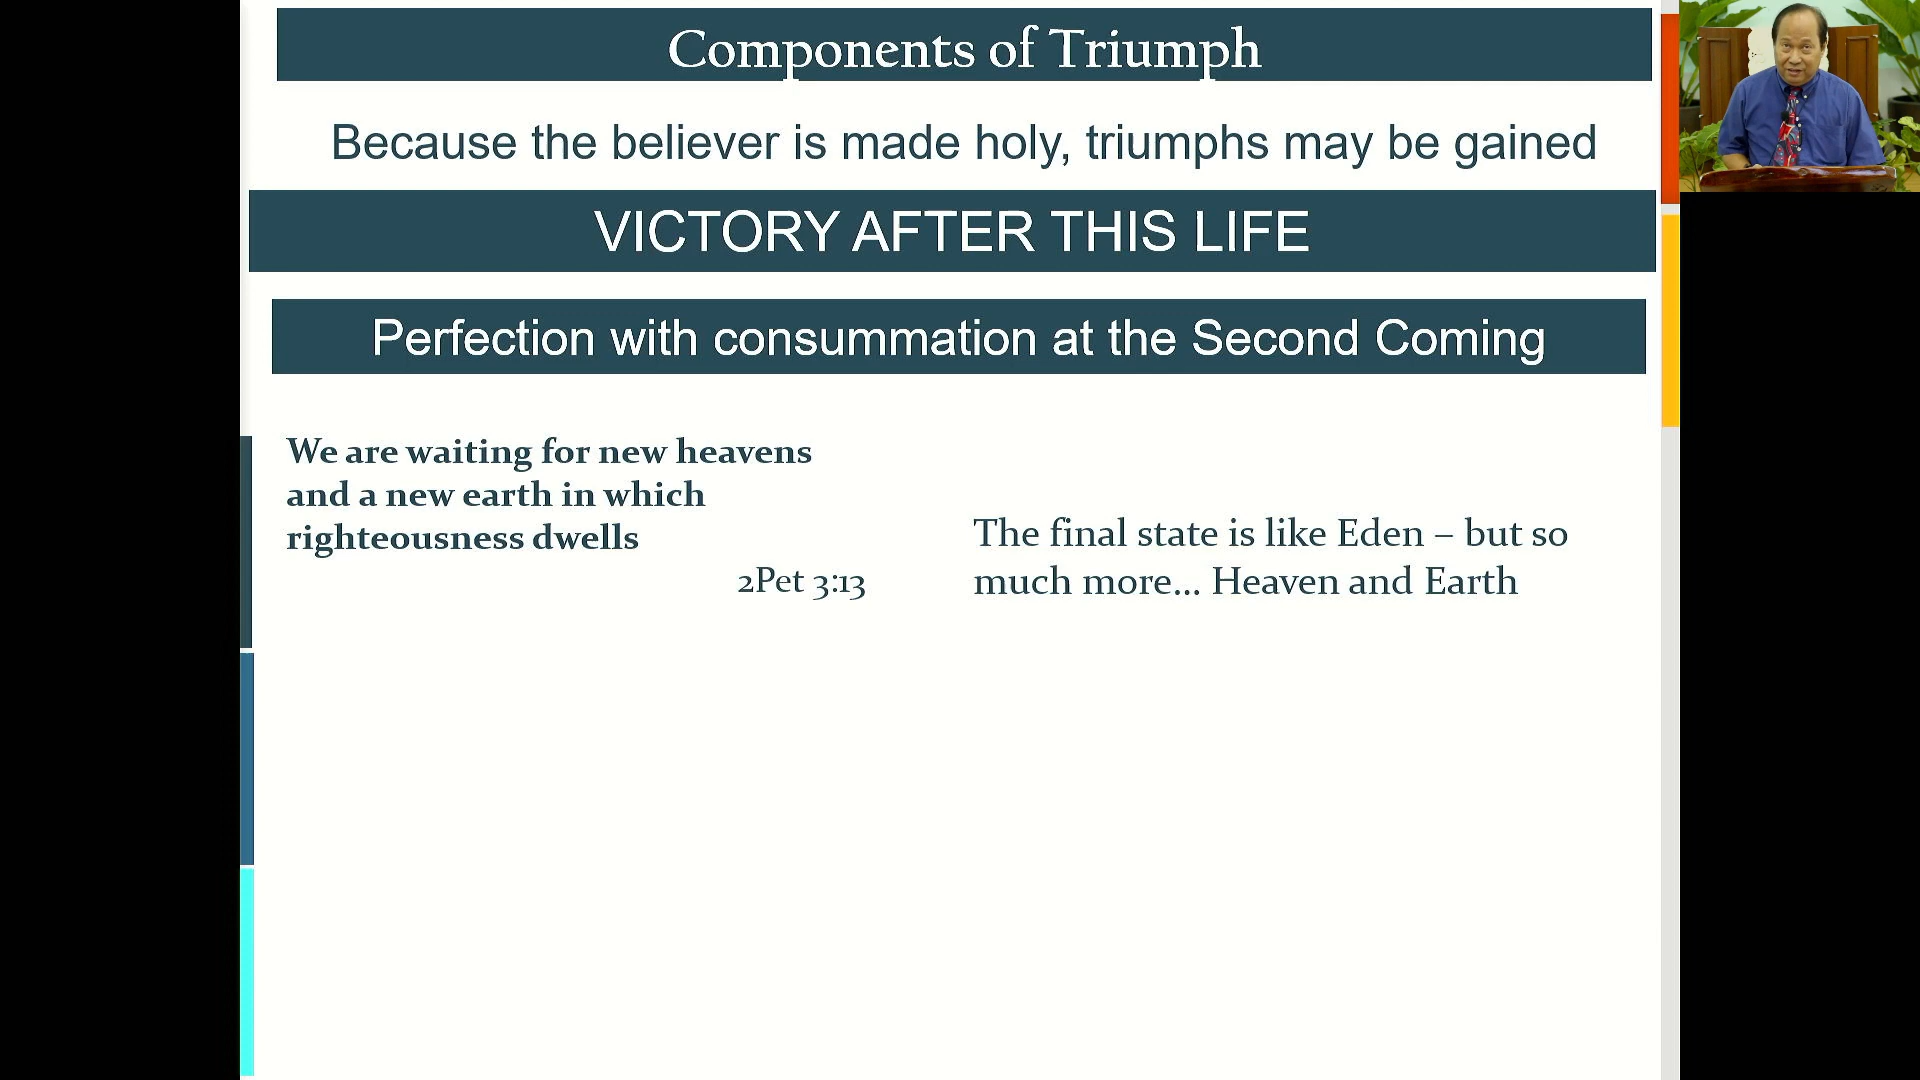 Components of Triumph
Because the believer is made holy, triumphs may be gained
VICTORY AFTER THIS LIFE
Perfection with consummation at the Second Coming
We are waiting for new heavens
and a new earth in which
righteousness dwells
2Pet 3:13
The final state is like Eden – but so
much more... Heaven and Earth